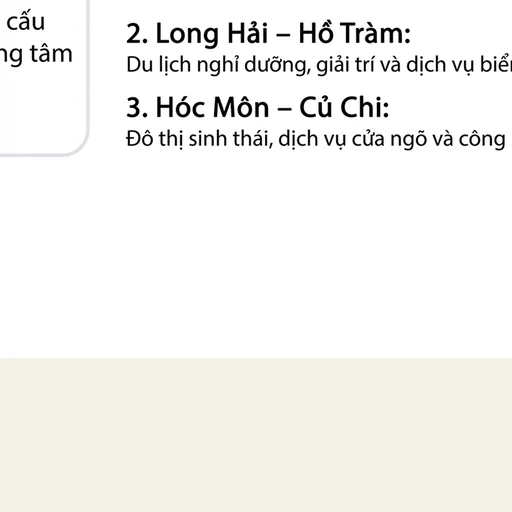 cấu
ng tâm
2. Long Hải – Hồ Tràm:
Du lịch nghỉ dưỡng, giải trí và dịch vụ biể
3. Hóc Môn – Củ Chi:
Đô thị sinh thái, dịch vụ cửa ngõ và công